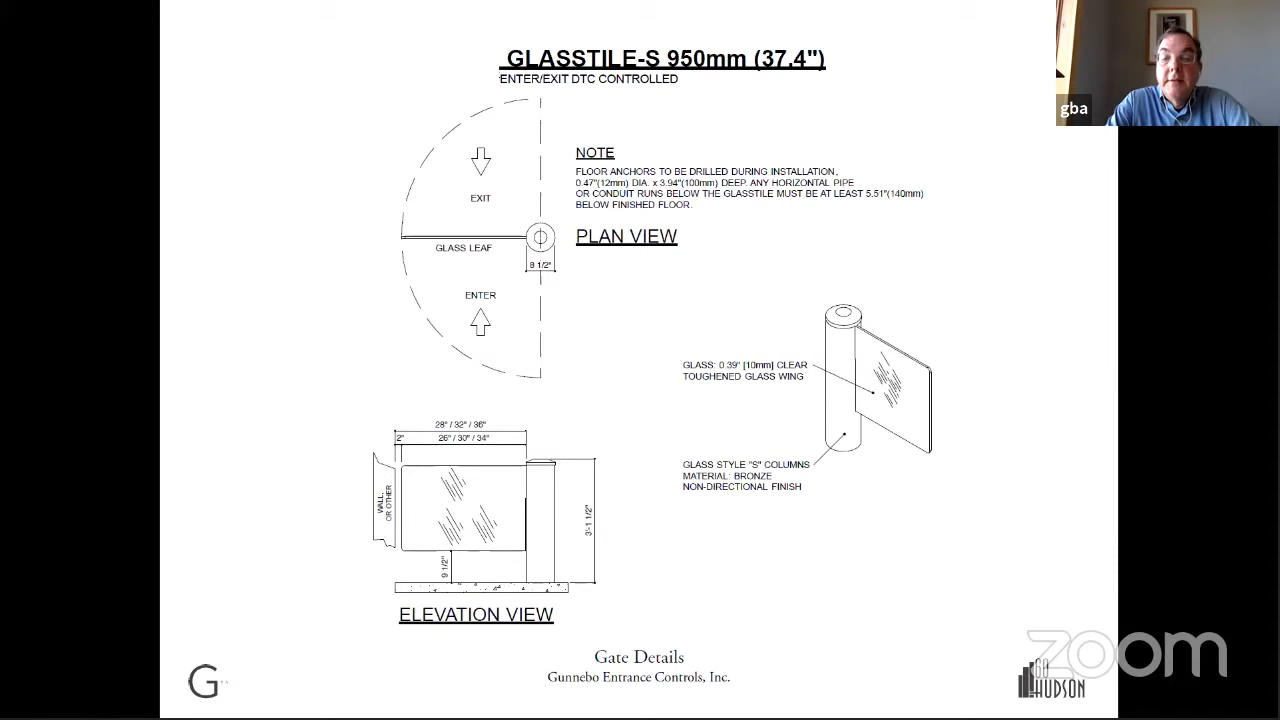 GLASSTILE-S 950mm (37.4")
ENTER/EXIT DTC CONTROLLED
gba
EXIT
NOTE
FLOOR ANCHORS TO BE DRILLED DURING INSTALLATION,
0.47"(12mm) DIA. x 3.94"(100mm) DEEP. ANY HORIZONTAL PIPE
OR CONDUIT RUNS BELOW THE GLASSTILE MUST BE AT LEAST 5.51"(140mm)
BELOW FINISHED FLOOR.
GLASS LEAF
PLAN VIEW
8 1/2"
ENTER
GLASS: 0.39" [10mm] CLEAR
TOUGHENED GLASS WING
GLASS STYLE "S" COLUMNS
MATERIAL: BRONZE
NON-DIRECTIONAL FINISH
28" / 32" / 36"
2"
26" / 30" / 34"
WALL,
OR OTHER
3'-1 1/2"
9 1/2"
ELEVATION VIEW
Gate Details
Gunnebo Entrance Controls, Inc.
G
zoom
60
HUDSON